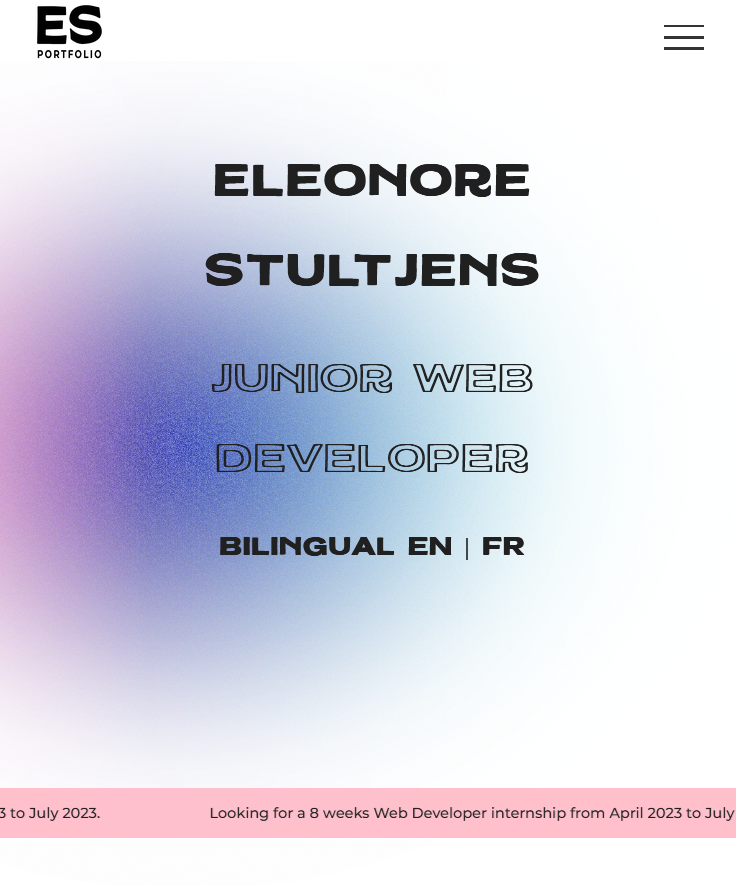 ES
PORTFOLIO
ELEONORE
STULTJENS
JUNIOR WEB
DEVELOPER
BILINGUAL EN | FR
3 to July 2023. Looking for a 8 weeks Web Developer internship from April 2023 to July